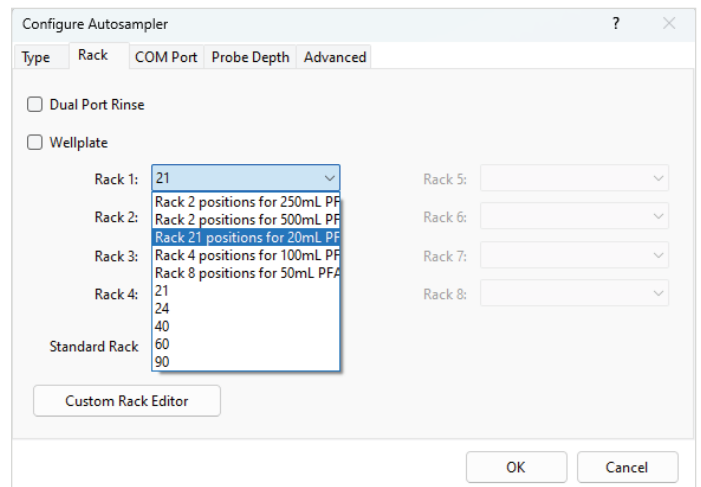 Configure Autosampler ?
Type Rack COM Port Probe Depth Advanced
Dual Port Rinse
Wellplate
Rack 1: 21 Rack 5:
Rack 2 positions for 250mL PF
Rack 2: Rack 2 positions for 500mL PF Rack 6:
Rack 21 positions for 20mL PF
Rack 3: Rack 4 positions for 100mL PF Rack 7:
Rack 8 positions for 50mL PFA
Rack 4: 21 Rack 8:
24
40
Standard Rack 60
90
Custom Rack Editor
OK Cancel